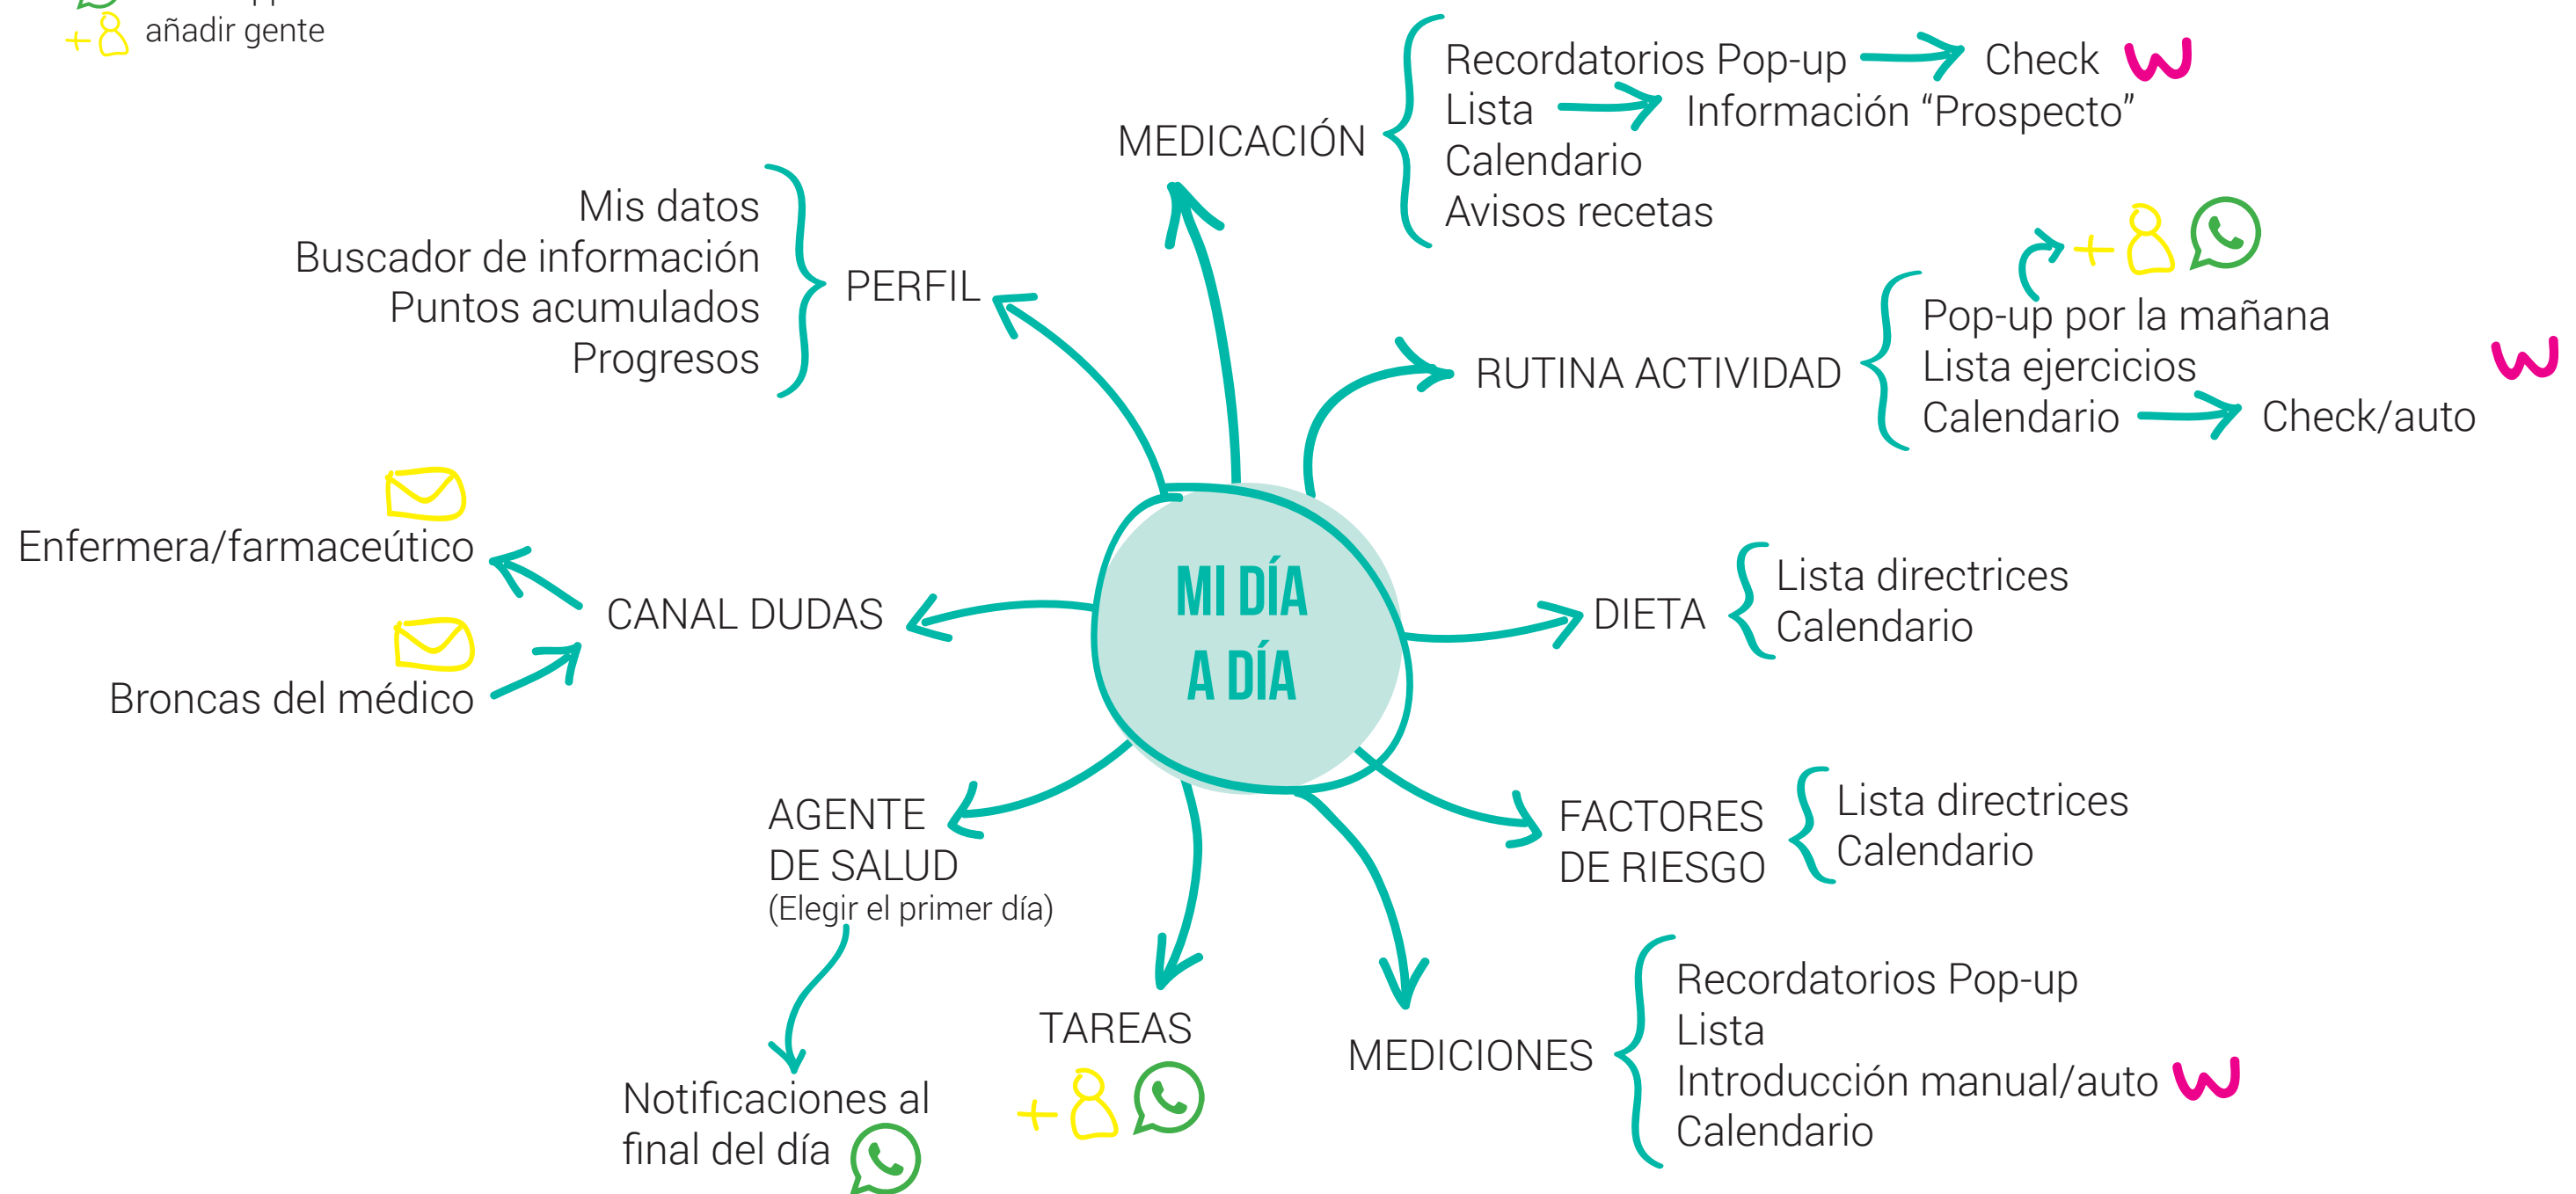 añadir gente
MEDICACIÓN
Recordatorios Pop-up
Check
Lista
Información “Prospecto”
Calendario
Avisos recetas
PERFIL
Mis datos
Buscador de información
Puntos acumulados
Progresos
RUTINA ACTIVIDAD
Pop-up por la mañana
Lista ejercicios
Calendario
Check/auto
CANAL DUDAS
Enfermera/farmaceútico
Broncas del médico
MI DÍA
A DÍA
DIETA
Lista directrices
Calendario
AGENTE
DE SALUD
(Elegir el primer día)
Notificaciones al
final del día
TAREAS
FACTORES
DE RIESGO
Lista directrices
Calendario
MEDICIONES
Recordatorios Pop-up
Lista
Introducción manual/auto
Calendario